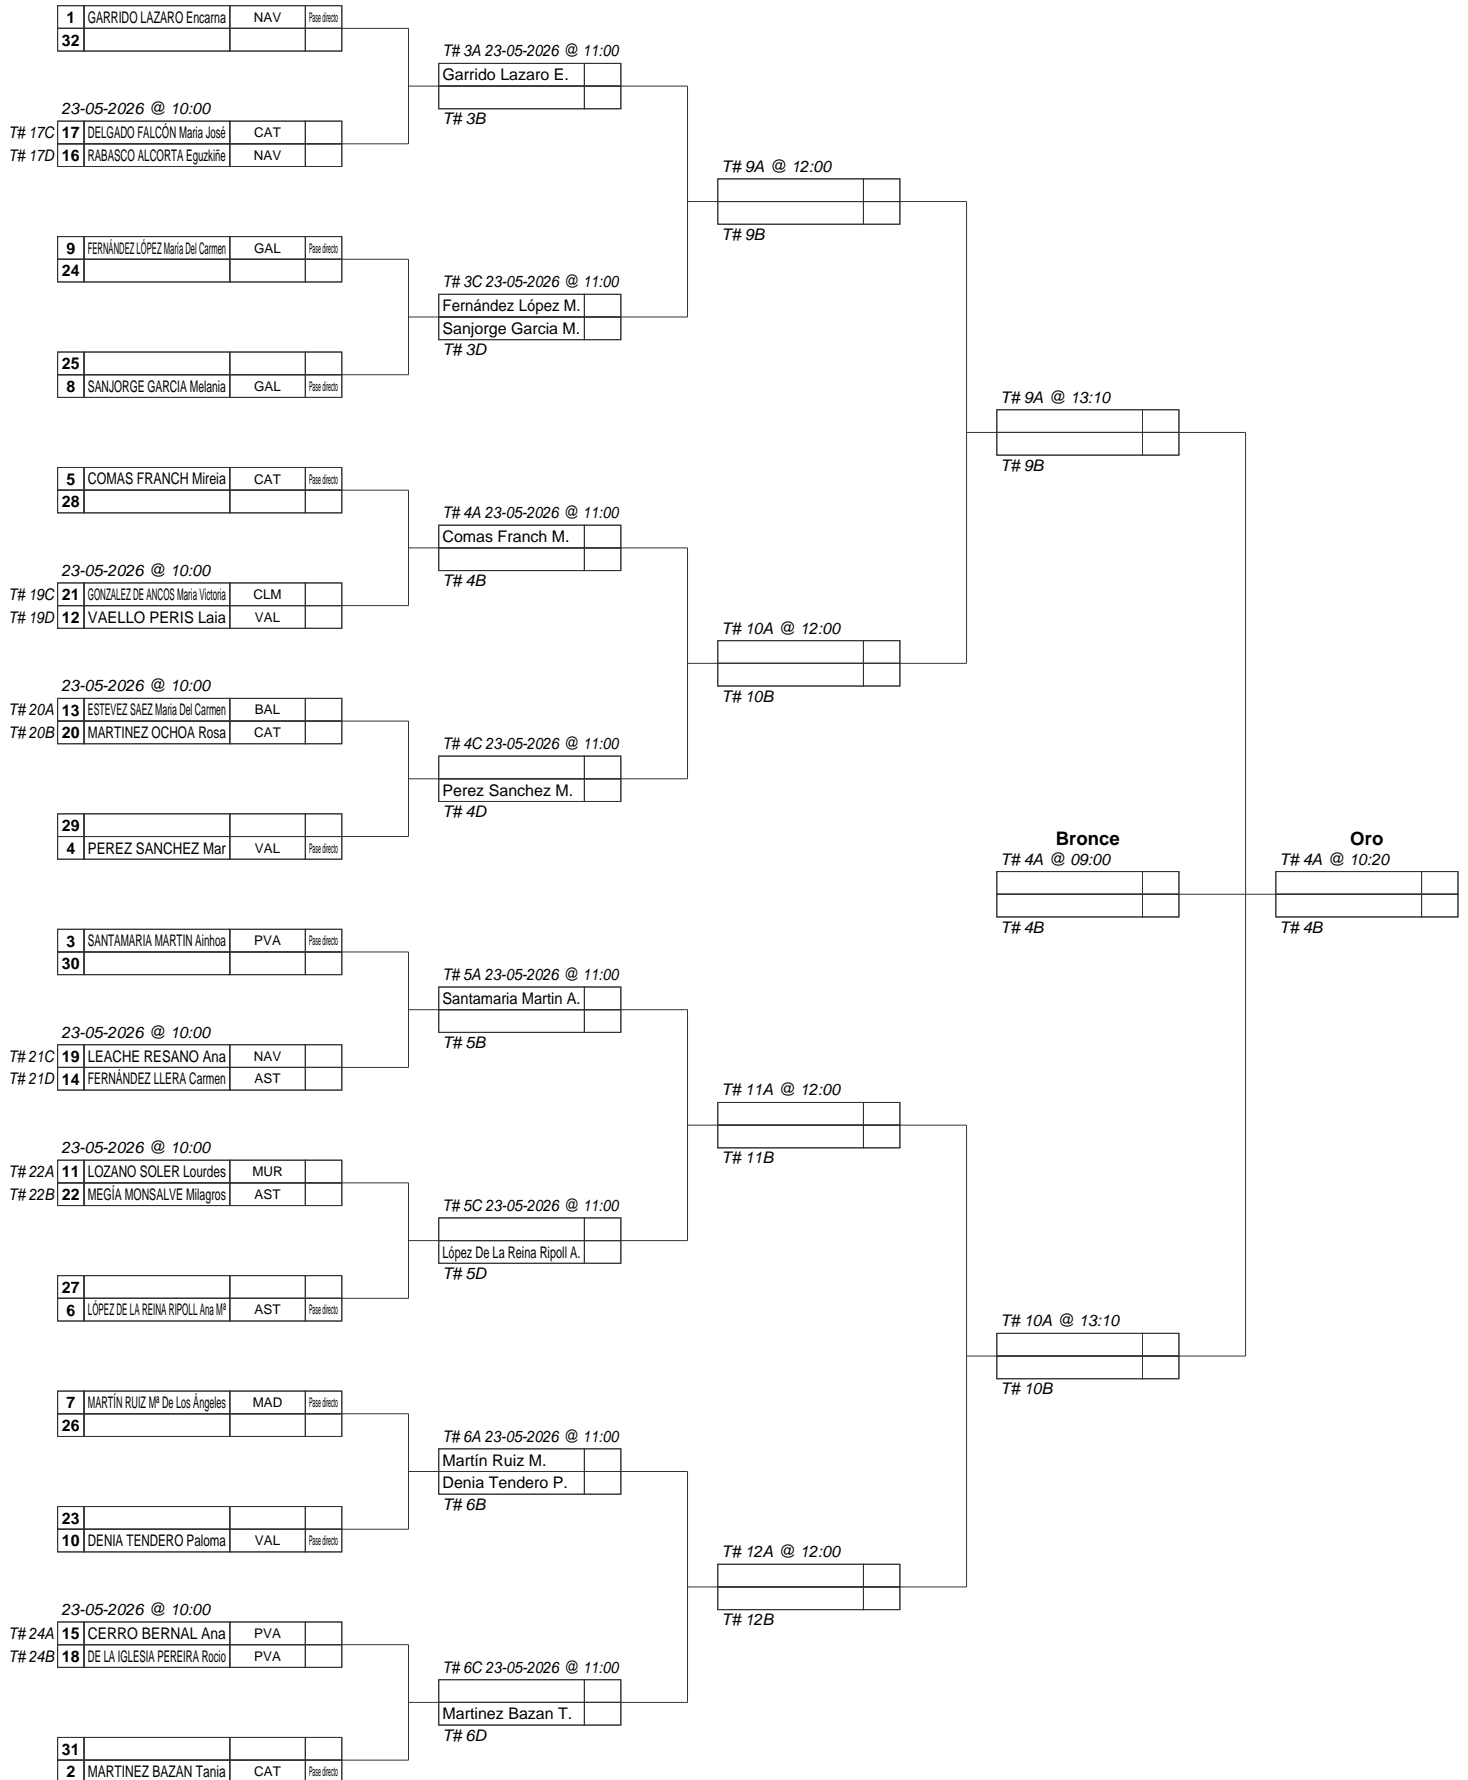 1 GARRIDO LAZARO Encarna NAV Pase directo
32
T# 3A 23-05-2026 @ 11:00
Garrido Lazaro E.
T# 3B
23-05-2026 @ 10:00
T# 17C 17 DELGADO FALCÓN Maria José CAT
T# 17D 16 RABASCO ALCORTA Eguzkiñe NAV
T# 9A @ 12:00
T# 9B
9 FERNÁNDEZ LÓPEZ María Del Carmen GAL Pase directo
24
T# 3C 23-05-2026 @ 11:00
Fernández López M.
Sanjorge Garcia M.
T# 3D
25
8 SANJORGE GARCIA Melania GAL Pase directo
T# 9A @ 13:10
T# 9B
5 COMAS FRANCH Mireia CAT Pase directo
28
T# 4A 23-05-2026 @ 11:00
Comas Franch M.
T# 4B
23-05-2026 @ 10:00
T# 19C 21 GONZALEZ DE ANCOS Maria Victoria CLM
T# 19D 12 VAELLO PERIS Laia VAL
T# 10A @ 12:00
T# 10B
23-05-2026 @ 10:00
T# 20A 13 ESTEVEZ SAEZ Maria Del Carmen BAL
T# 20B 20 MARTINEZ OCHOA Rosa CAT
T# 4C 23-05-2026 @ 11:00
Perez Sanchez M.
T# 4D
29
4 PEREZ SANCHEZ Mar VAL Pase directo
Bronce
T# 4A @ 09:00
T# 4B
Oro
T# 4A @ 10:20
T# 4B
3 SANTAMARIA MARTIN Ainhoa PVA Pase directo
30
T# 5A 23-05-2026 @ 11:00
Santamaria Martin A.
T# 5B
23-05-2026 @ 10:00
T# 21C 19 LEACHE RESANO Ana NAV
T# 21D 14 FERNÁNDEZ LLERA Carmen AST
T# 11A @ 12:00
T# 11B
23-05-2026 @ 10:00
T# 22A 11 LOZANO SOLER Lourdes MUR
T# 22B 22 MEGÍA MONSALVE Milagros AST
T# 5C 23-05-2026 @ 11:00
López De La Reina Ripoll A.
T# 5D
27
6 LÓPEZ DE LA REINA RIPOLL Ana Mª AST Pase directo
T# 10A @ 13:10
T# 10B
7 MARTÍN RUIZ Mª De Los Ángeles MAD Pase directo
26
T# 6A 23-05-2026 @ 11:00
Martín Ruiz M.
Denia Tendero P.
T# 6B
23
10 DENIA TENDERO Paloma VAL Pase directo
T# 12A @ 12:00
T# 12B
23-05-2026 @ 10:00
T# 24A 15 CERRO BERNAL Ana PVA
T# 24B 18 DE LA IGLESIA PEREIRA Rocio PVA
T# 6C 23-05-2026 @ 11:00
Martinez Bazan T.
T# 6D
31
2 MARTINEZ BAZAN Tania CAT Pase directo